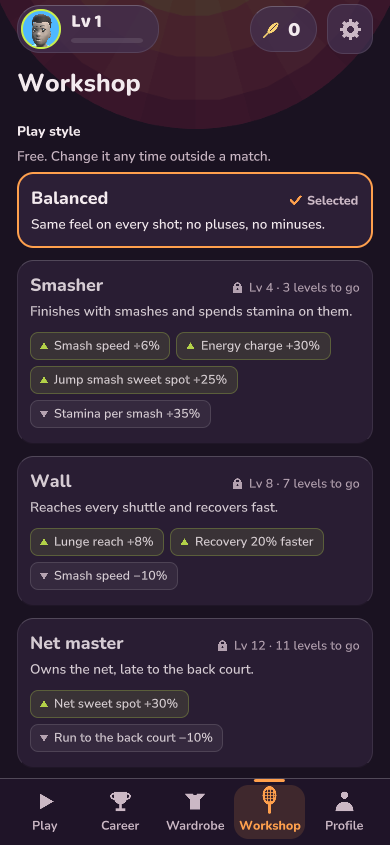 Lv 1
0
Workshop
Play style
Free. Change it any time outside a match.
Balanced
Selected
Same feel on every shot; no pluses, no minuses.
Smasher
Lv 4 · 3 levels to go
Finishes with smashes and spends stamina on them.
Smash speed +6%
Energy charge +30%
Jump smash sweet spot +25%
Stamina per smash +35%
Wall
Lv 8 · 7 levels to go
Reaches every shuttle and recovers fast.
Lunge reach +8%
Recovery 20% faster
Smash speed −10%
Net master
Lv 12 · 11 levels to go
Owns the net, late to the back court.
Net sweet spot +30%
Run to the back court −10%
Play
Career
Wardrobe
Workshop
Profile